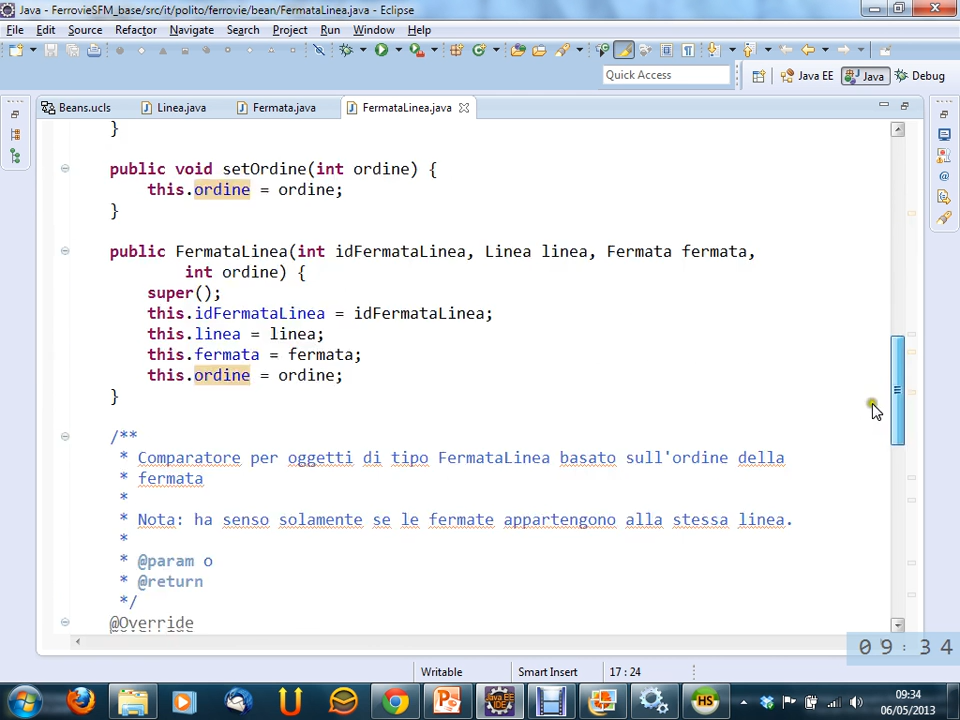 Java - FerrovieSFM_base/src/it/polito/ferrovie/bean/FermataLinea.java - Eclipse
File Edit Source Refactor Navigate Search Project Run Window Help
Quick Access
Java EE Java Debug
Beans.ucls Linea.java Fermata.java FermataLinea.java
}
public void setOrdine(int ordine) {
this.ordine = ordine;
}
public FermataLinea(int idFermataLinea, Linea linea, Fermata fermata,
int ordine) {
super();
this.idFermataLinea = idFermataLinea;
this.linea = linea;
this.fermata = fermata;
this.ordine = ordine;
}
/**
* Comparatore per oggetti di tipo FermataLinea basato sull'ordine della
* fermata
*
* Nota: ha senso solamente se le fermate appartengono alla stessa linea.
*
* @param o
* @return
*/
@Override
09:34
Writable Smart Insert 17 : 24
Java EE IDE
HS
09:34
06/05/2013